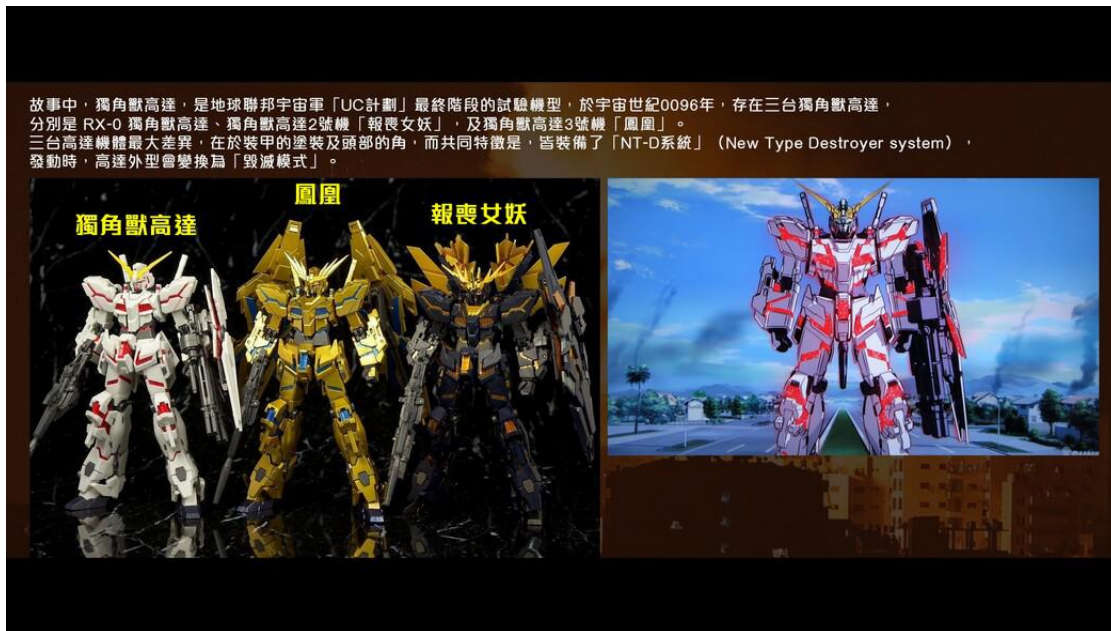 故事中，獨角獸高達，是地球聯邦宇宙軍「UC計劃」最終階段的試驗機型，於宇宙世紀0096年，存在三台獨角獸高達，
分別是 RX-0 獨角獸高達、獨角獸高達2號機「報喪女妖」，及獨角獸高達3號機「鳳凰」。
三台高達機體最大差異，在於裝甲的塗裝及頭部的角，而共同特徵是，皆裝備了「NT-D系統」（New Type Destroyer system），
發動時，高達外型會變換為「毀滅模式」。
獨角獸高達
鳳凰
報喪女妖